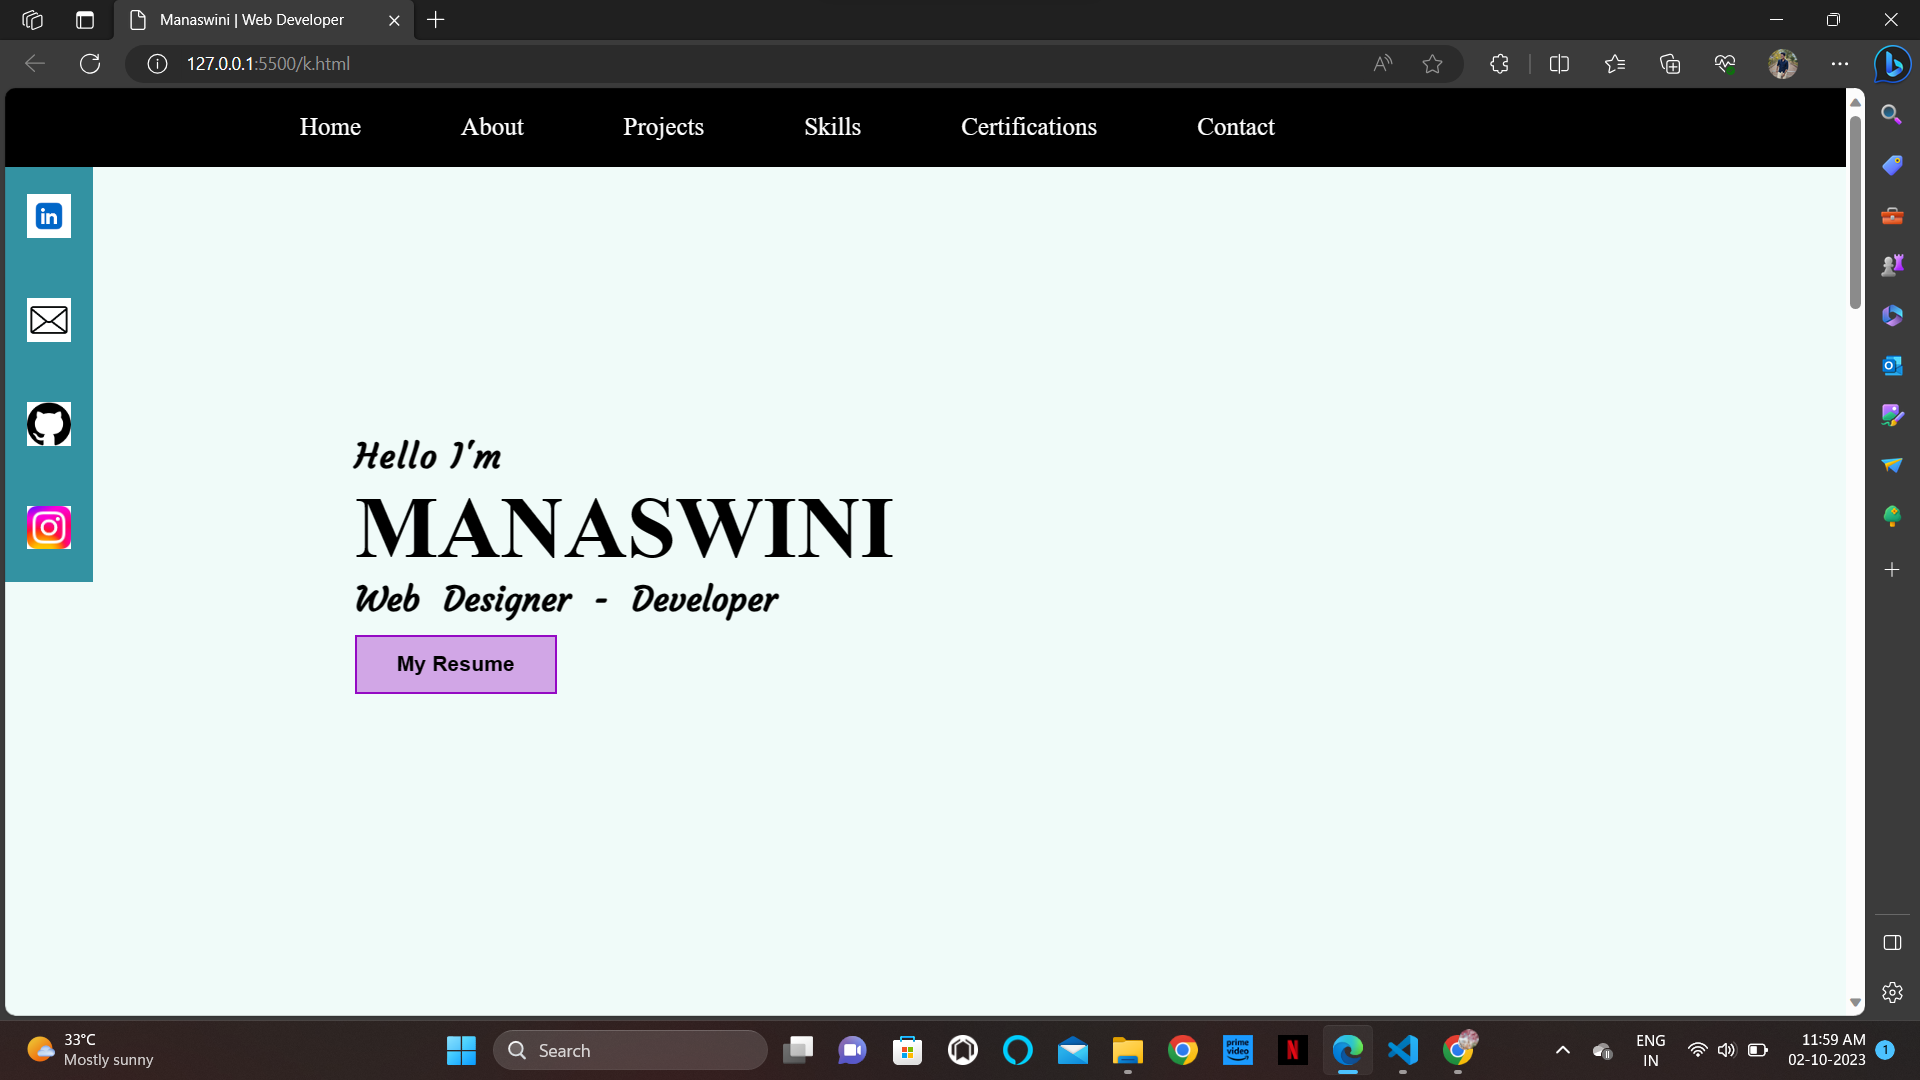 Manaswini | Web Developer
127.0.0.1:5500/k.html
Home About Projects Skills Certifications Contact
in
Hello I'm
MANASWINI
Web Designer - Developer
My Resume
33°C
Mostly sunny
Search
prime video
N
ENG
IN
11:59 AM
02-10-2023
1